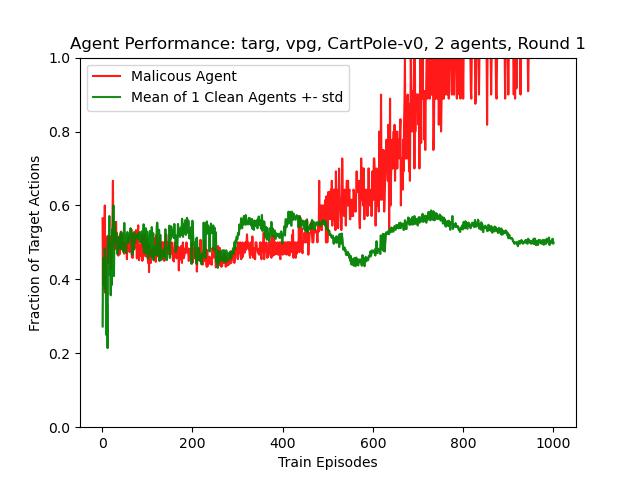 Agent Performance: targ, vpg, CartPole-v0, 2 agents, Round 1
Malicous Agent
Mean of 1 Clean Agents +- std
Fraction of Target Actions
1.0
0.8
0.6
0.4
0.2
0.0
0 200 400 600 800 1000
Train Episodes